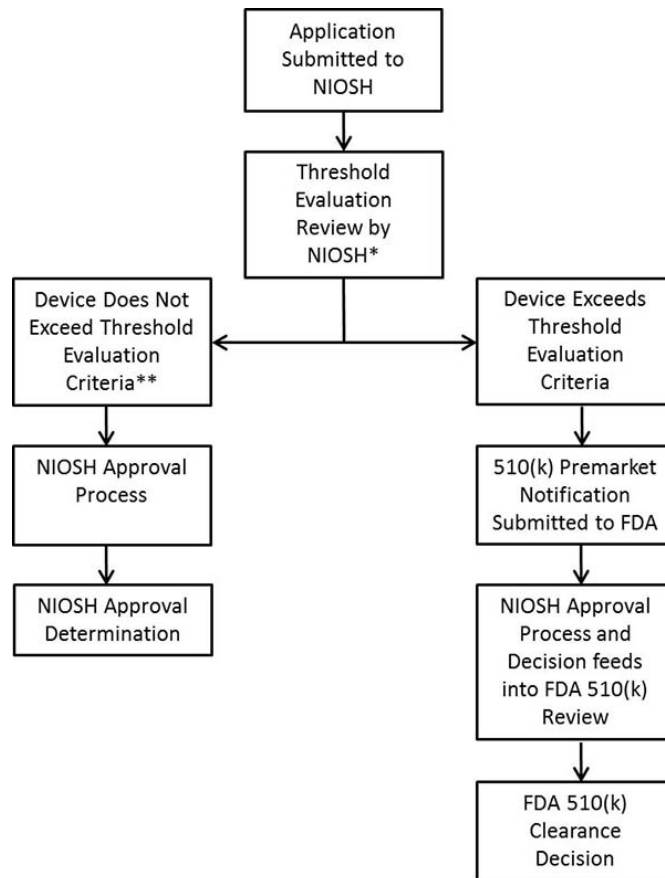 Application
Submitted to
NIOSH
Threshold
Evaluation
Review by
NIOSH*
Device Does Not
Exceed Threshold
Evaluation
Criteria**
NIOSH Approval
Process
NIOSH Approval
Determination
Device Exceeds
Threshold
Evaluation
Criteria
510(k) Premarket
Notification
Submitted to FDA
NIOSH Approval
Process and
Decision feeds
into FDA 510(k)
Review
FDA 510(k)
Clearance
Decision